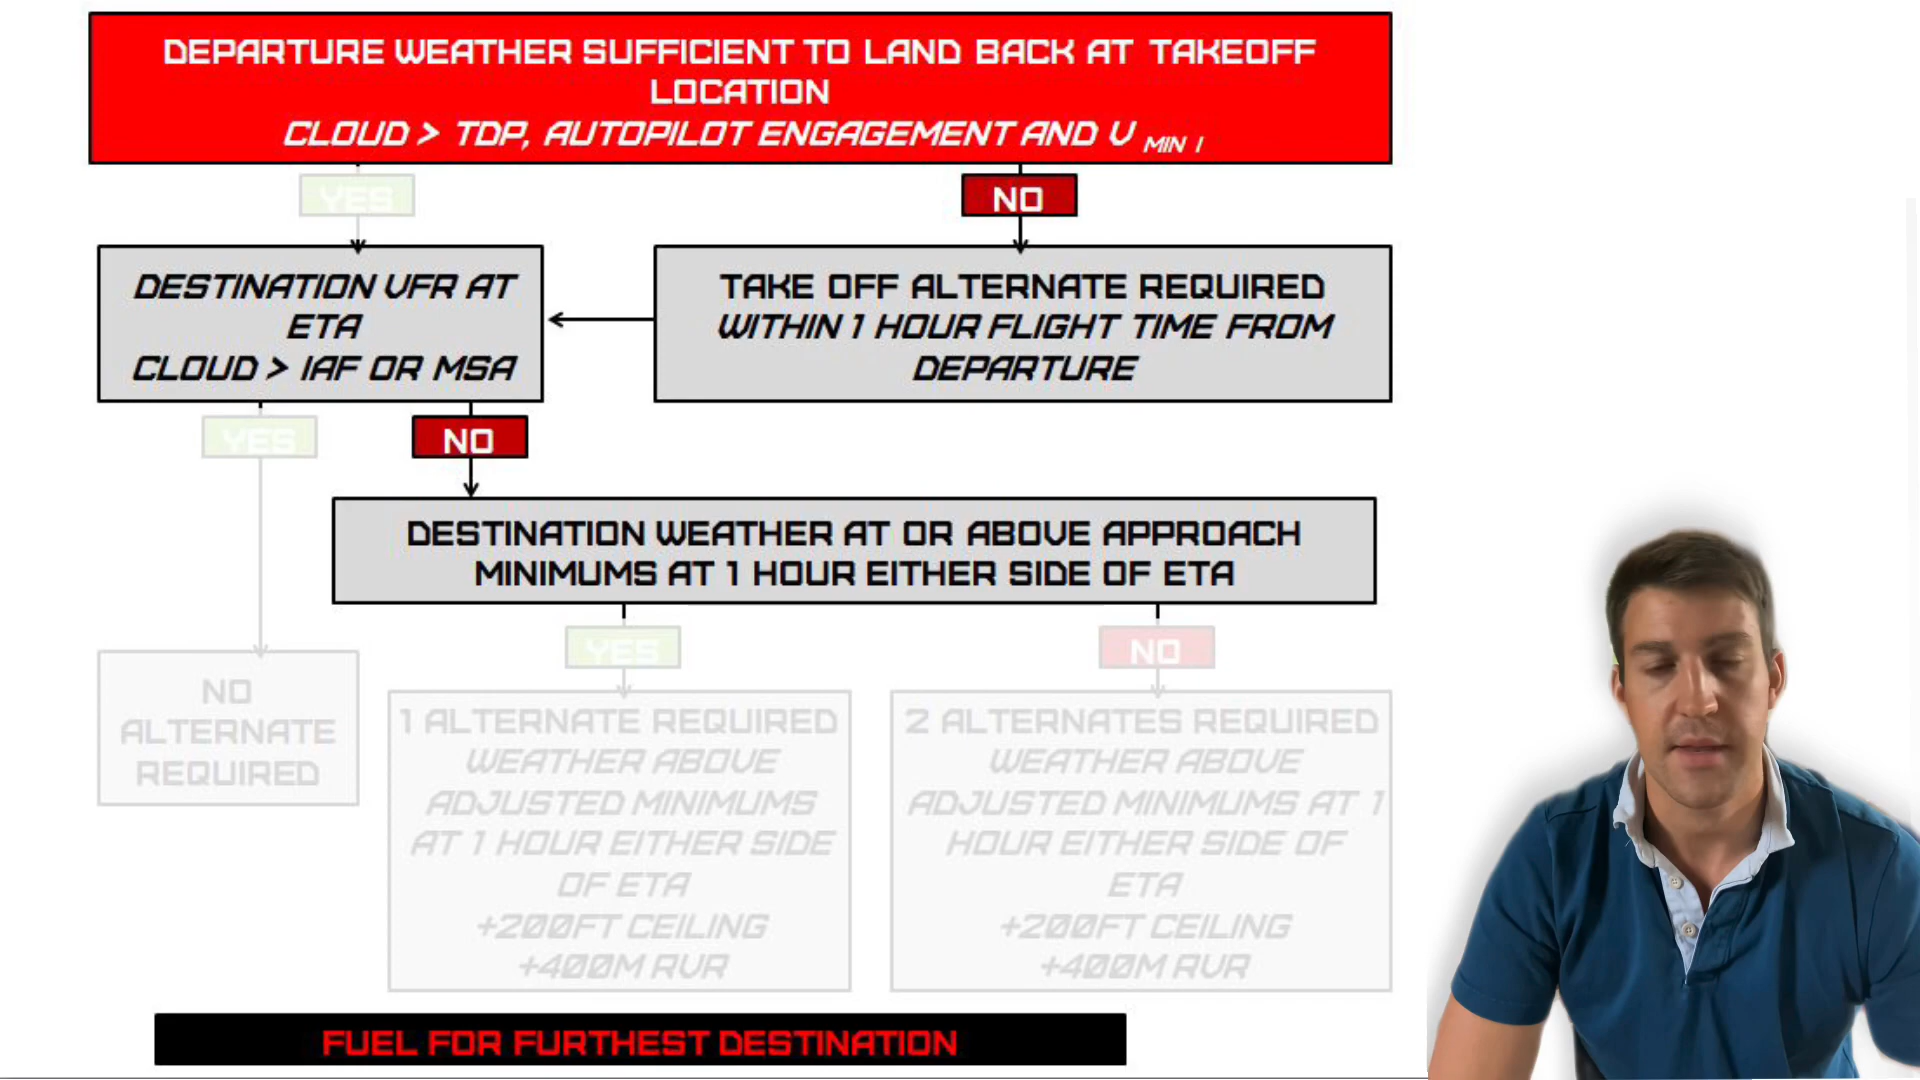 DEPARTURE WEATHER SUFFICIENT TO LAND BACK AT TAKEOFF
LOCATION
CLOUD > TDP, AUTOPILOT ENGAGEMENT AND V MIN I
YES
NO
DESTINATION VFR AT
ETA
CLOUD > IAF OR MSA
TAKE OFF ALTERNATE REQUIRED
WITHIN 1 HOUR FLIGHT TIME FROM
DEPARTURE
YES
NO
DESTINATION WEATHER AT OR ABOVE APPROACH
MINIMUMS AT 1 HOUR EITHER SIDE OF ETA
YES
NO
NO
ALTERNATE
REQUIRED
1 ALTERNATE REQUIRED
WEATHER ABOVE
ADJUSTED MINIMUMS
AT 1 HOUR EITHER SIDE
OF ETA
+200FT CEILING
+400M RVR
2 ALTERNATES REQUIRED
WEATHER ABOVE
ADJUSTED MINIMUMS AT 1
HOUR EITHER SIDE OF
ETA
+200FT CEILING
+400M RVR
FUEL FOR FURTHEST DESTINATION